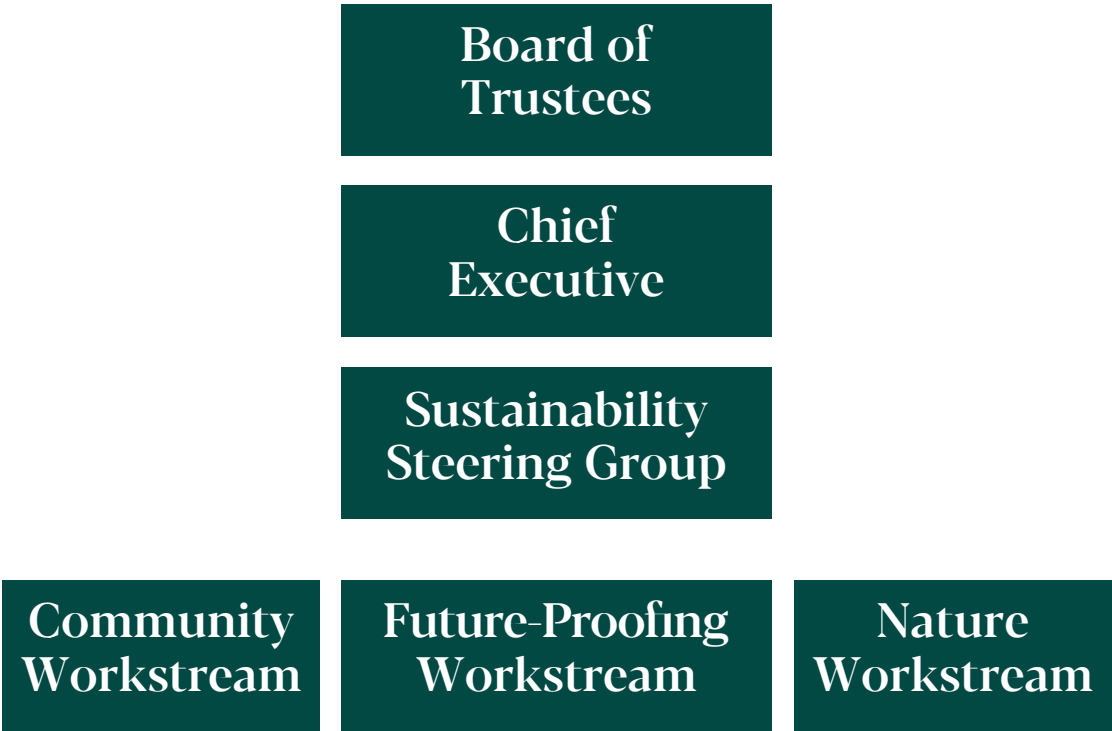 Board of
Trustees
Chief
Executive
Sustainability
Steering Group
Community
Workstream
Future-Proofing
Workstream
Nature
Workstream